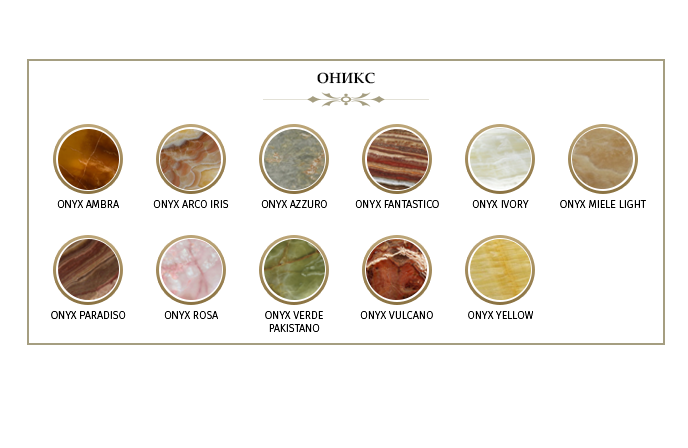 ОНИКС
ONYX AMBRA
ONYX ARCO IRIS
ONYX AZZURO
ONYX FANTASTICO
ONYX IVORY
ONYX MIELE LIGHT
ONYX PARADISO
ONYX ROSA
ONYX VERDE
PAKISTANO
ONYX VULCANO
ONYX YELLOW